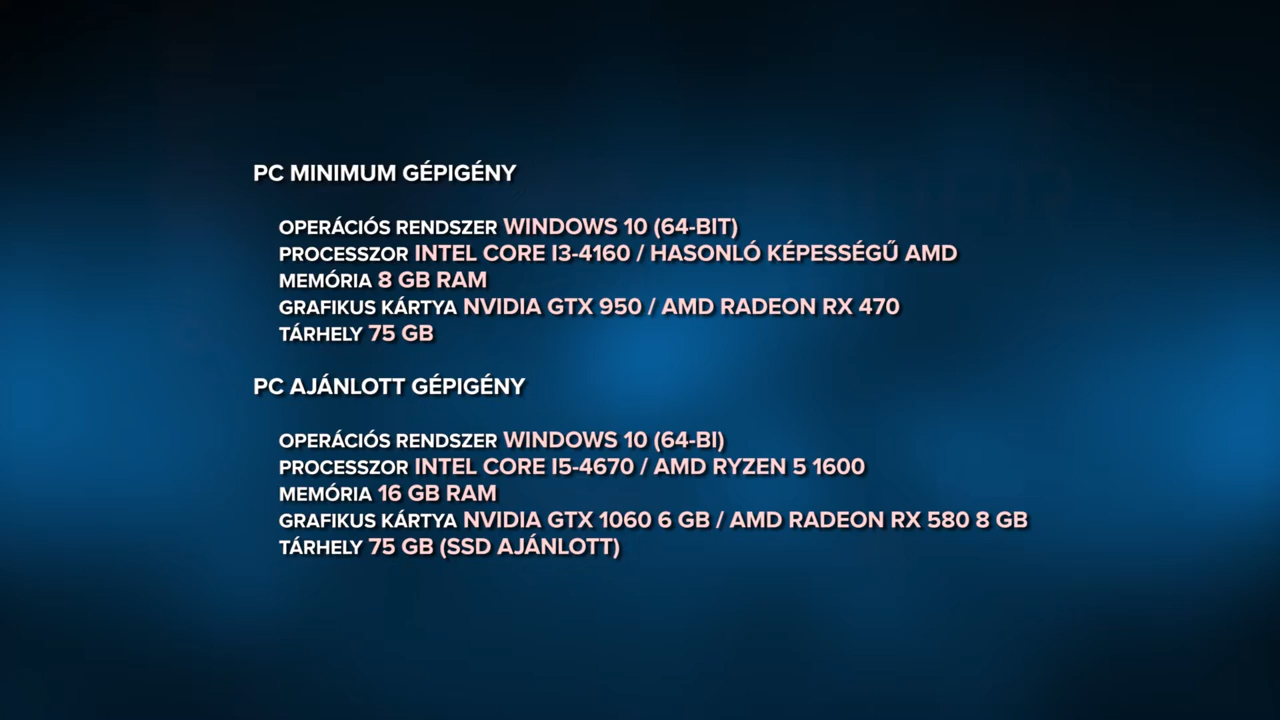 PC MINIMUM GÉPIGÉNY
OPERÁCIÓS RENDSZER WINDOWS 10 (64-BIT)
PROCESSZOR INTEL CORE I3-4160 / HASONLÓ KÉPESSÉGŰ AMD
MEMÓRIA 8 GB RAM
GRAFIKUS KÁRTYA NVIDIA GTX 950 / AMD RADEON RX 470
TÁRHELY 75 GB
PC AJÁNLOTT GÉPIGÉNY
OPERÁCIÓS RENDSZER WINDOWS 10 (64-BI)
PROCESSZOR INTEL CORE I5-4670 / AMD RYZEN 5 1600
MEMÓRIA 16 GB RAM
GRAFIKUS KÁRTYA NVIDIA GTX 1060 6 GB / AMD RADEON RX 580 8 GB
TÁRHELY 75 GB (SSD AJÁNLOTT)